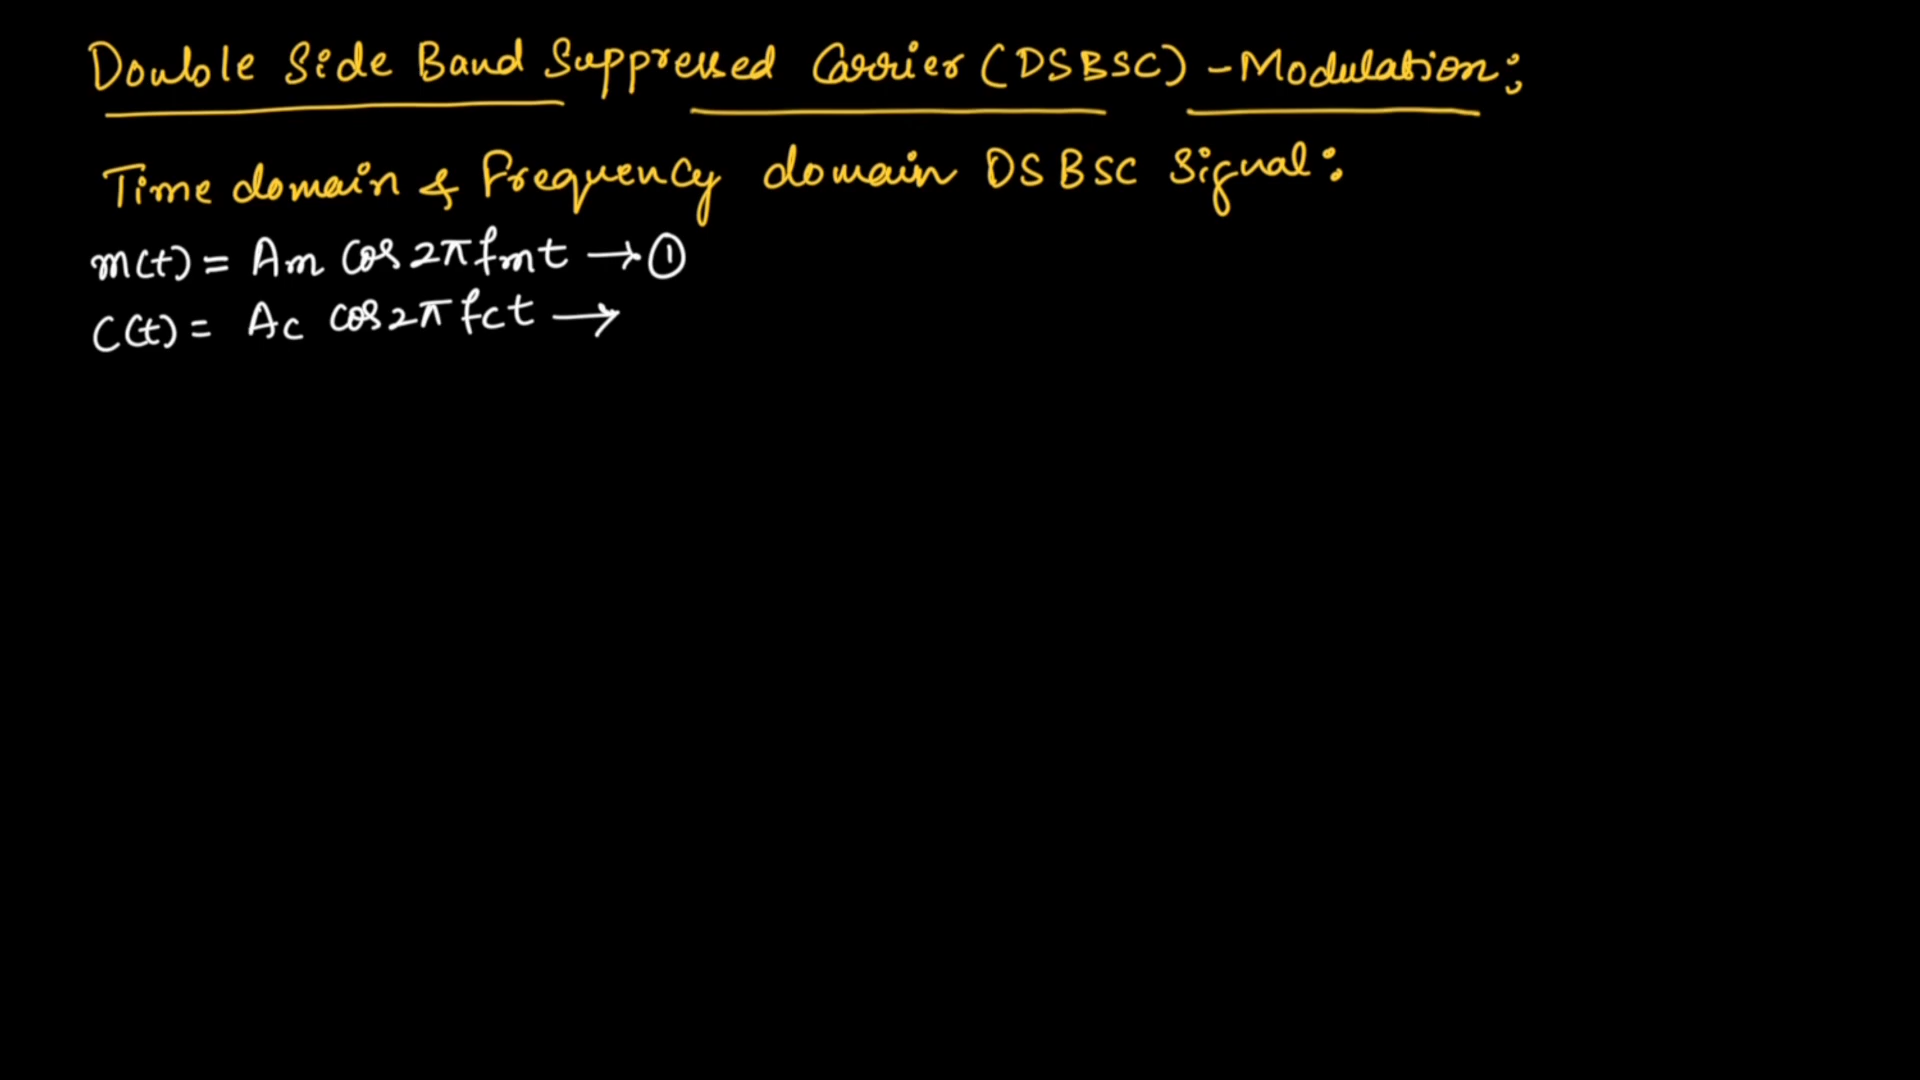 Double Side Band Suppressed Carrier (DSBSC) - Modulation:
Time domain & Frequency domain DSBSC Signal:
m(t) = Am Cos 2πfmt → ①
C(t) = Ac cos 2πfct →